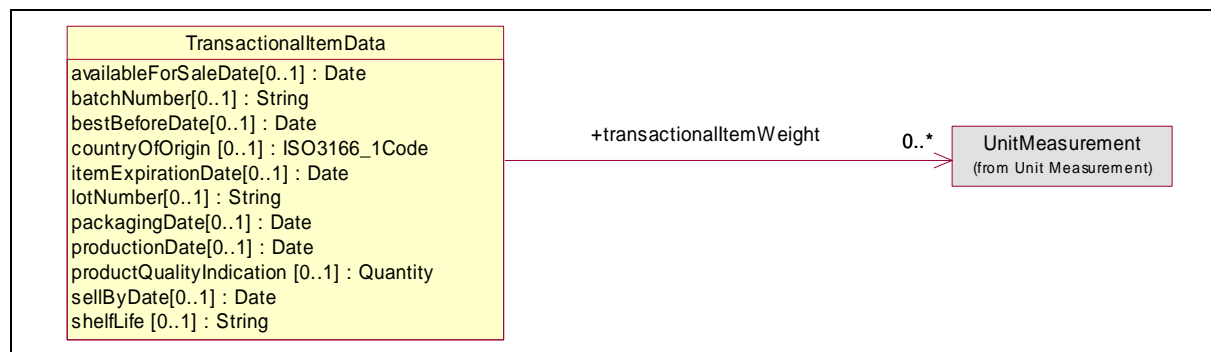 TransactionalItemData
availableForSaleDate[0..1] : Date
batchNumber[0..1] : String
bestBeforeDate[0..1] : Date
countryOfOrigin [0..1] : ISO3166_1Code
itemExpirationDate[0..1] : Date
lotNumber[0..1] : String
packagingDate[0..1] : Date
productionDate[0..1] : Date
productQualityIndication [0..1] : Quantity
sellByDate[0..1] : Date
shelfLife [0..1] : String
+transactionalItemWeight
0..*
UnitMeasurement
(from Unit Measurement)